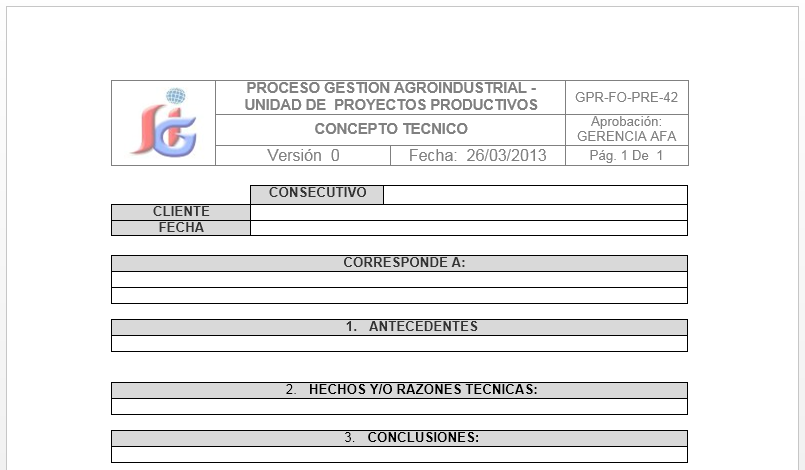 PROCESO GESTION AGROINDUSTRIAL -
UNIDAD DE PROYECTOS PRODUCTIVOS
GPR-FO-PRE-42
CONCEPTO TECNICO
Aprobación:
GERENCIA AFA
Versión 0
Fecha: 26/03/2013
Pág. 1 De 1
CONSECUTIVO
CLIENTE
FECHA
CORRESPONDE A:
1. ANTECEDENTES
2. HECHOS Y/O RAZONES TECNICAS:
3. CONCLUSIONES: